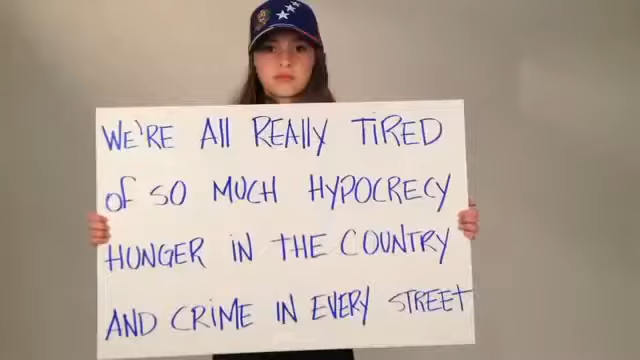 WE'RE All REAlly TiRED
Of SO MUCH HYPOCRECY
HUNGER iN THE COUNTRY
AND CRiME IN EVERY STREET